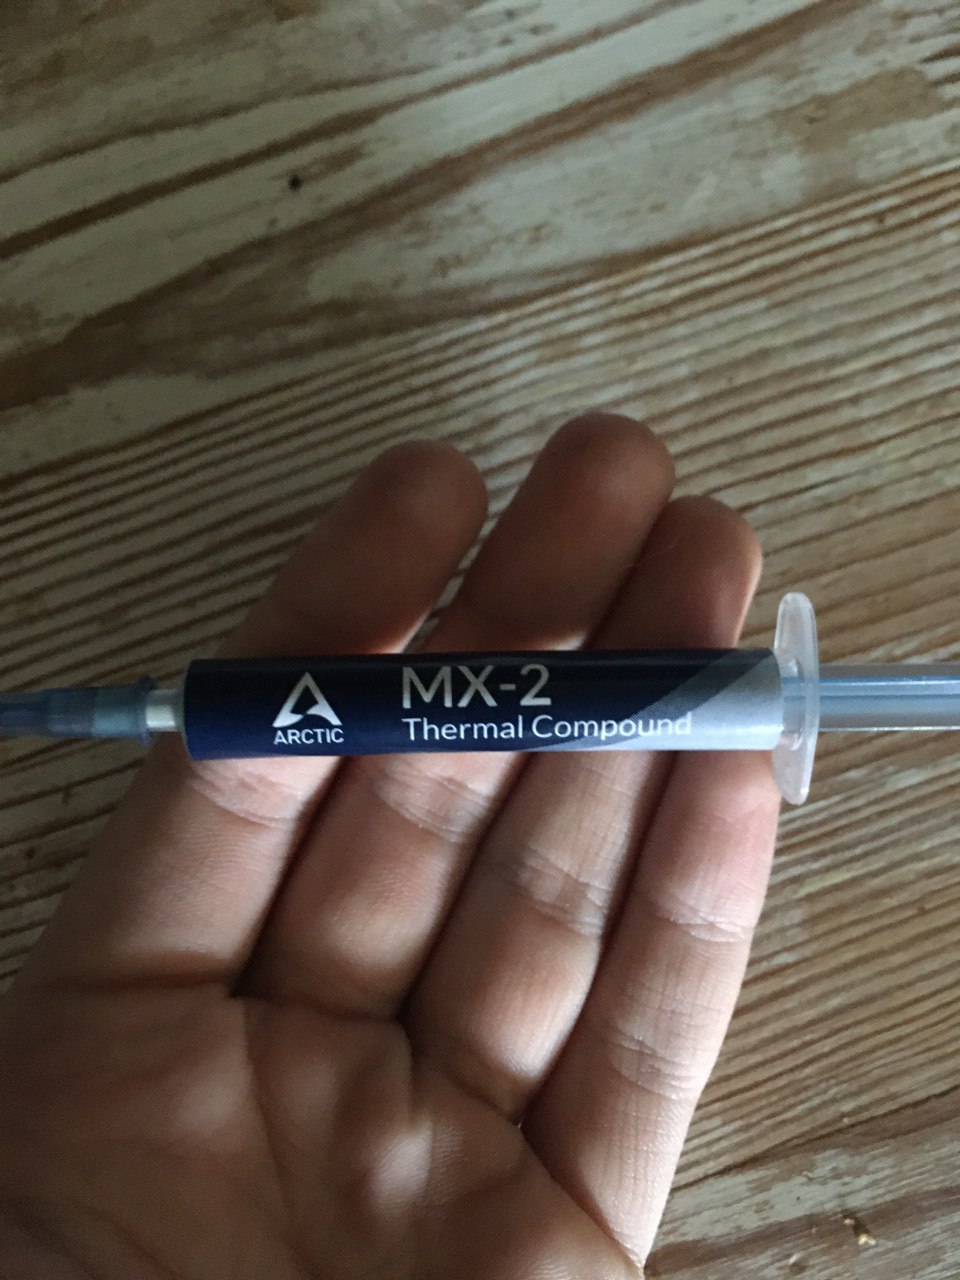 ARCTIC
MX-2
Thermal Compound